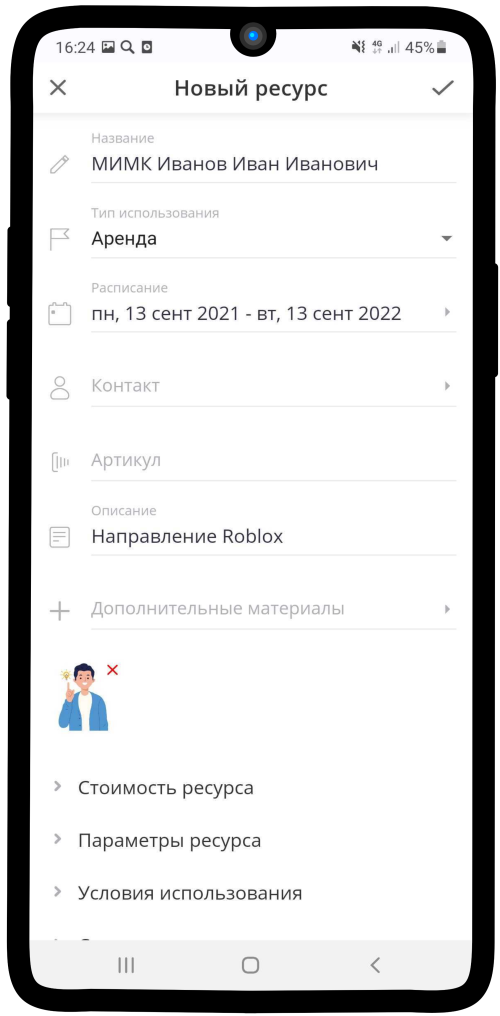 16:24 4G 45%
Новый ресурс
Название
МИМК Иванов Иван Иванович
Тип использования
Аренда
Расписание
пн, 13 сент 2021 - вт, 13 сент 2022
Контакт
Артикул
Описание
Направление Roblox
Дополнительные материалы
Стоимость ресурса
Параметры ресурса
Условия использования